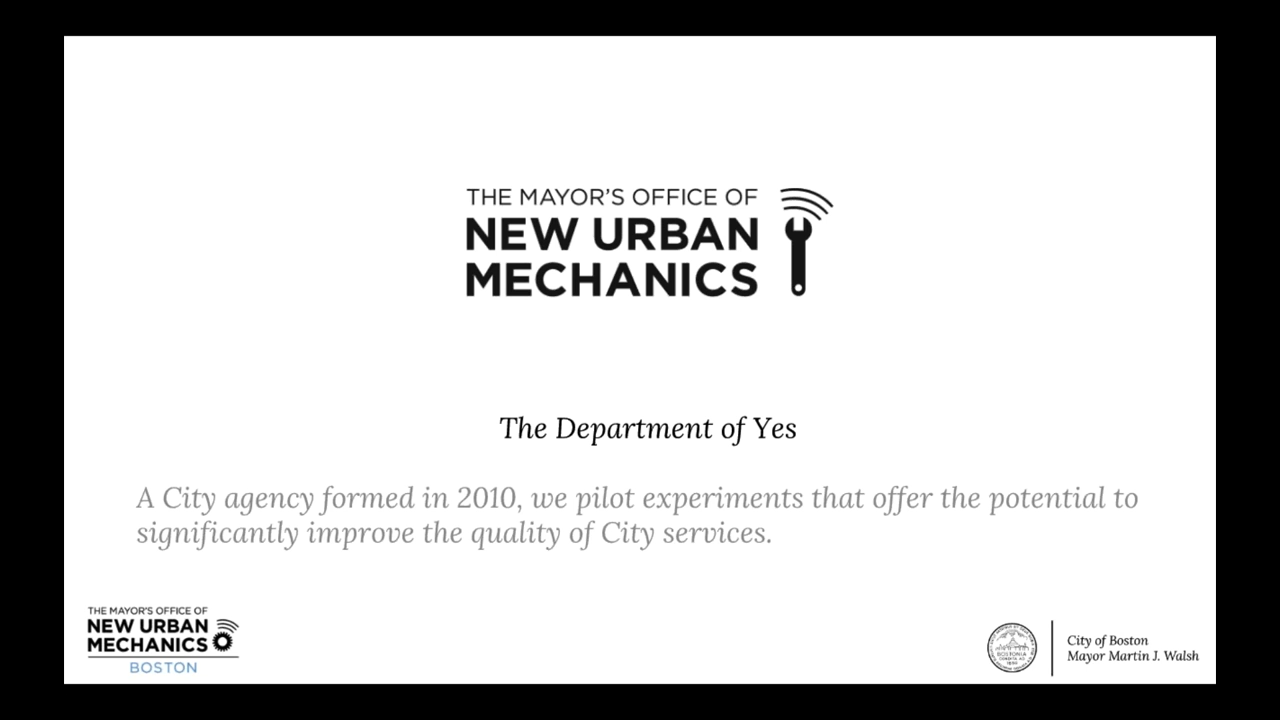 THE MAYOR'S OFFICE OF
NEW URBAN
MECHANICS
The Department of Yes
A City agency formed in 2010, we pilot experiments that offer the potential to
significantly improve the quality of City services.
THE MAYOR'S OFFICE OF
NEW URBAN
MECHANICS
BOSTON
BOSTONIA
City of Boston
Mayor Martin J. Walsh